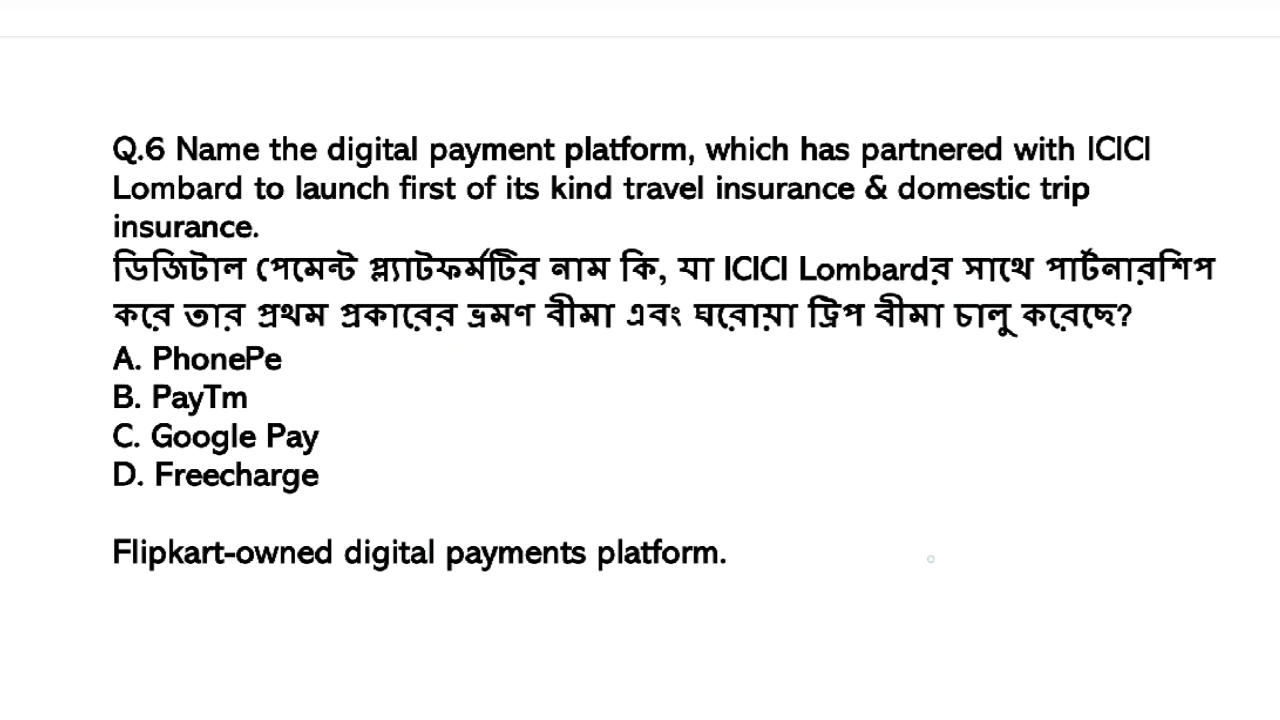 Q.6 Name the digital payment platform, which has partnered with ICICI
Lombard to launch first of its kind travel insurance & domestic trip
insurance.
ডিজিটাল পেমেন্ট প্ল্যাটফর্মটির নাম কি, যা ICICI Lombardর সাথে পার্টনারশিপ
করে তার প্রথম প্রকারের ভ্রমণ বীমা এবং ঘরোয়া ট্রিপ বীমা চালু করেছে?
A. PhonePe
B. PayTm
C. Google Pay
D. Freecharge
Flipkart-owned digital payments platform.